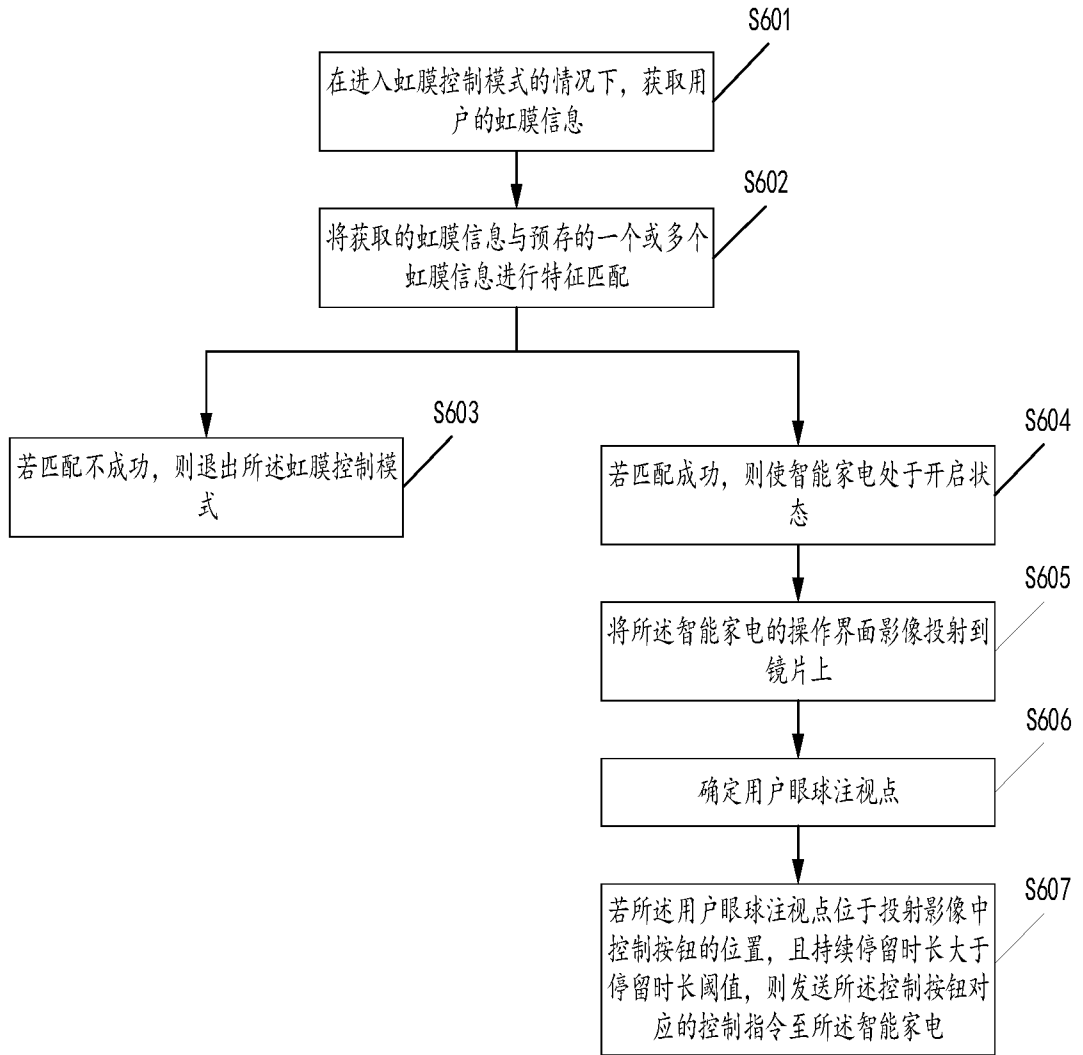 S601
在进入虹膜控制模式的情况下，获取用
户的虹膜信息
S602
将获取的虹膜信息与预存的一个或多个
虹膜信息进行特征匹配
S603
若匹配不成功，则退出所述虹膜控制模
式
S604
若匹配成功，则使智能家电处于开启状
态
S605
将所述智能家电的操作界面影像投射到
镜片上
S606
确定用户眼球注视点
S607
若所述用户眼球注视点位于投射影像中
控制按钮的位置，且持续停留时长大于
停留时长阈值，则发送所述控制按钮对
应的控制指令至所述智能家电